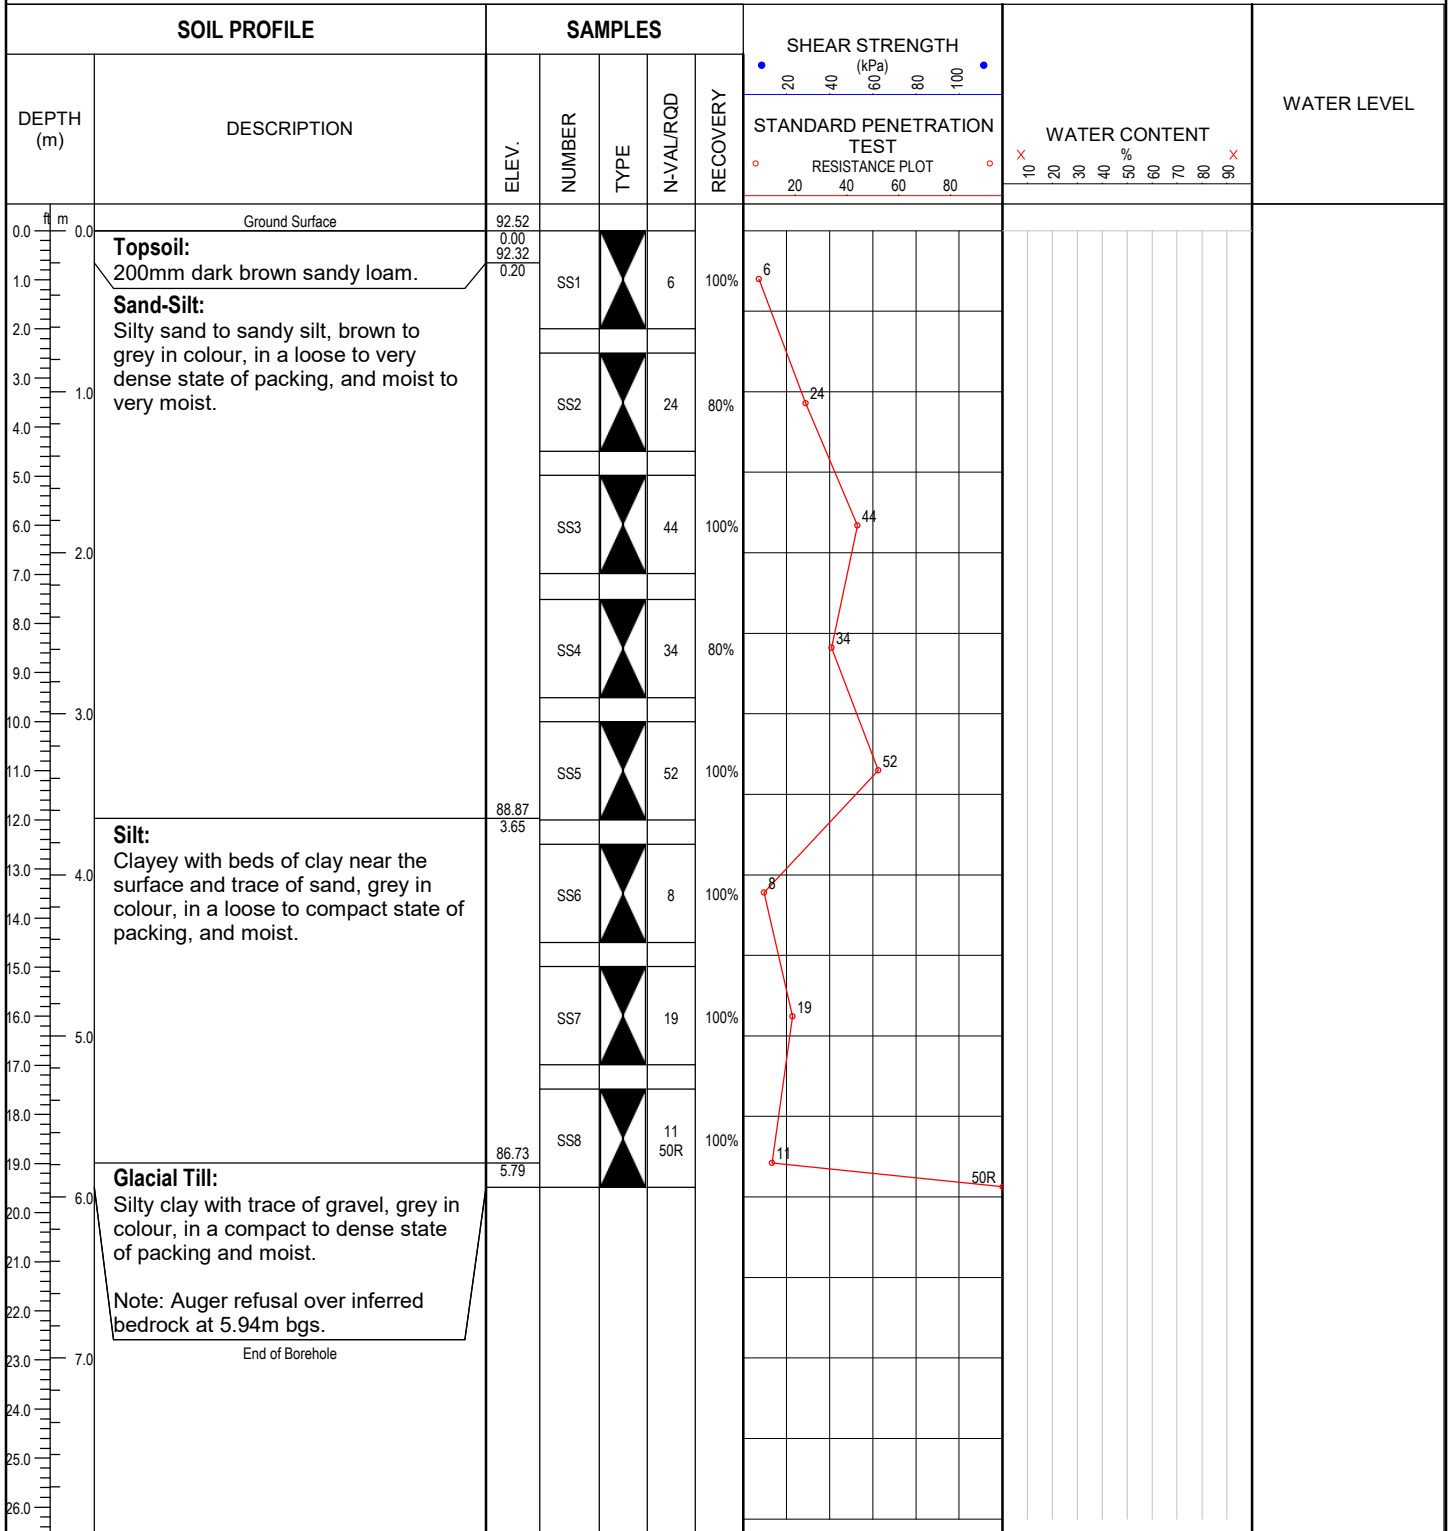 SOIL PROFILE
SAMPLES
SHEAR STRENGTH
(kPa)
20 40 60 80 100
DEPTH
(m)
DESCRIPTION
ELEV.
NUMBER
TYPE
N-VAL/RQD
RECOVERY
STANDARD PENETRATION
TEST
RESISTANCE PLOT
20 40 60 80
WATER CONTENT
%
10 20 30 40 50 60 70 80 90
WATER LEVEL
ft m
Ground Surface
92.52
0.0 0.0
0.00
Topsoil:
92.32
200mm dark brown sandy loam.
0.20
1.0
SS1 6 100% 6
Sand-Silt:
Silty sand to sandy silt, brown to
2.0
grey in colour, in a loose to very
dense state of packing, and moist to
3.0
1.0
very moist.
SS2 24 80% 24
4.0
5.0
6.0
SS3 44 100% 44
2.0
7.0
8.0
SS4 34 80% 34
9.0
3.0
10.0
11.0
SS5 52 100% 52
88.87
12.0
3.65
Silt:
Clayey with beds of clay near the
13.0
4.0
surface and trace of sand, grey in
SS6 8 100% 8
colour, in a loose to compact state of
14.0
packing, and moist.
15.0
16.0
SS7 19 100% 19
5.0
17.0
18.0
SS8 11 100%
50R
86.73
11
19.0
5.79
Glacial Till:
50R
6.0
Silty clay with trace of gravel, grey in
20.0
colour, in a compact to dense state
of packing and moist.
21.0
Note: Auger refusal over inferred
22.0
bedrock at 5.94m bgs.
End of Borehole
23.0 7.0
24.0
25.0
26.0